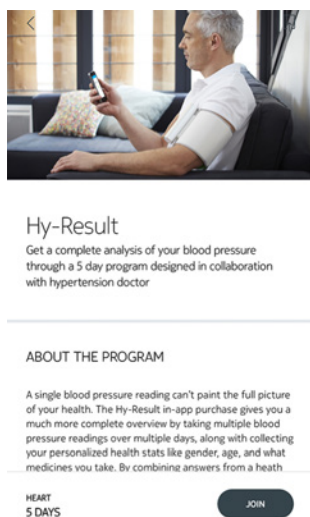 Hy-Result
Get a complete analysis of your blood pressure
through a 5 day program designed in collaboration
with hypertension doctor
ABOUT THE PROGRAM
A single blood pressure reading can't paint the full picture
of your health. The Hy-Result in-app purchase gives you a
much more complete overview by taking multiple blood
pressure readings over multiple days, along with collecting
your personalized health stats like gender, age, and what
medicines you take. By combining answers from a heath
HEART
5 DAYS
JOIN